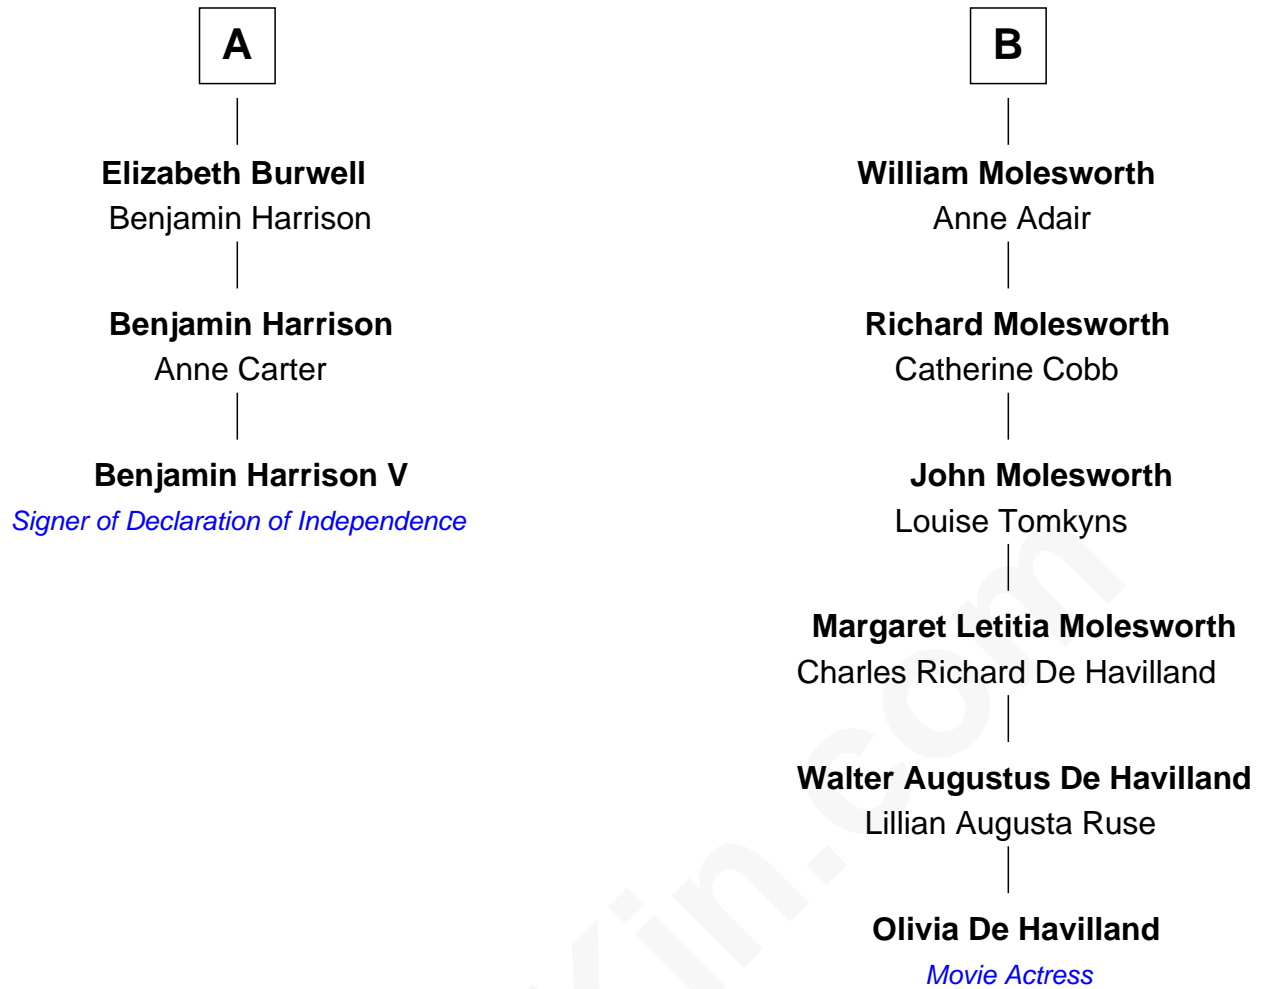 A
Elizabeth Burwell
Benjamin Harrison
Benjamin Harrison
Anne Carter
Benjamin Harrison V
Signer of Declaration of Independence
B
William Molesworth
Anne Adair
Richard Molesworth
Catherine Cobb
John Molesworth
Louise Tomkyns
Margaret Letitia Molesworth
Charles Richard De Havilland
Walter Augustus De Havilland
Lillian Augusta Ruse
Olivia De Havilland
Movie Actress
Kin.com